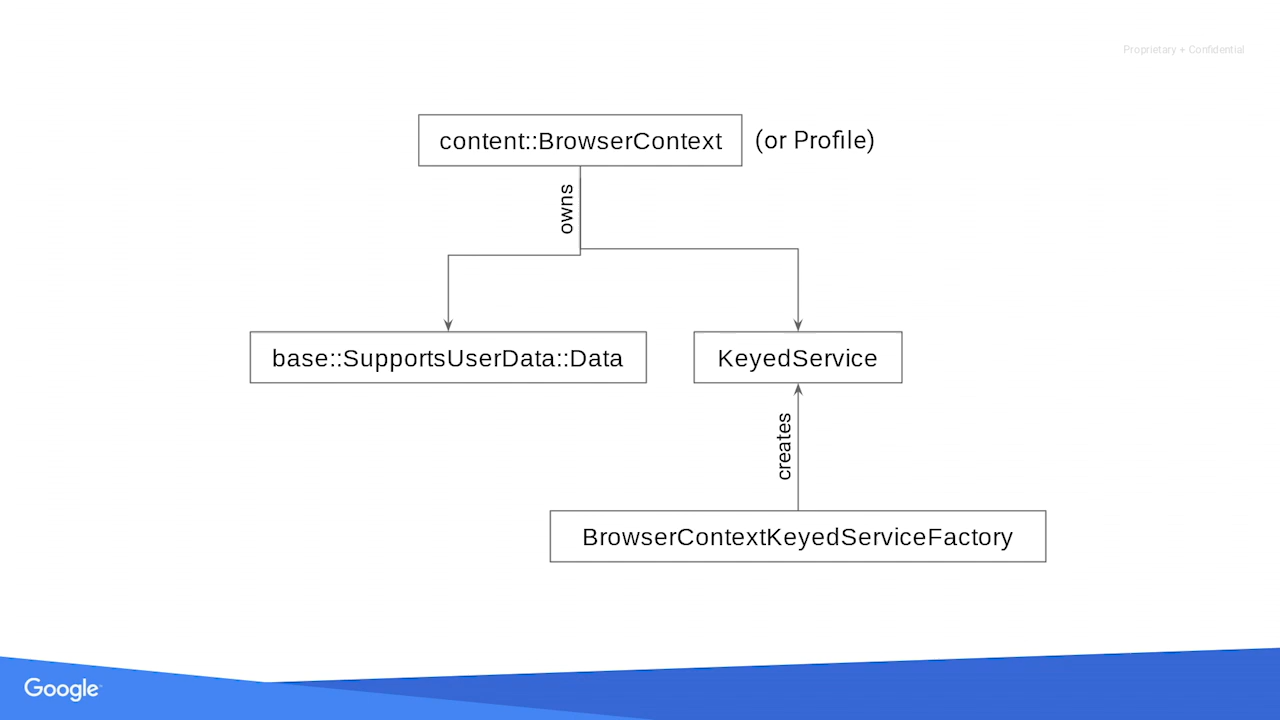 Proprietary + Confidential
content::BrowserContext
(or Profile)
owns
base::SupportsUserData::Data
KeyedService
creates
BrowserContextKeyedServiceFactory
Google